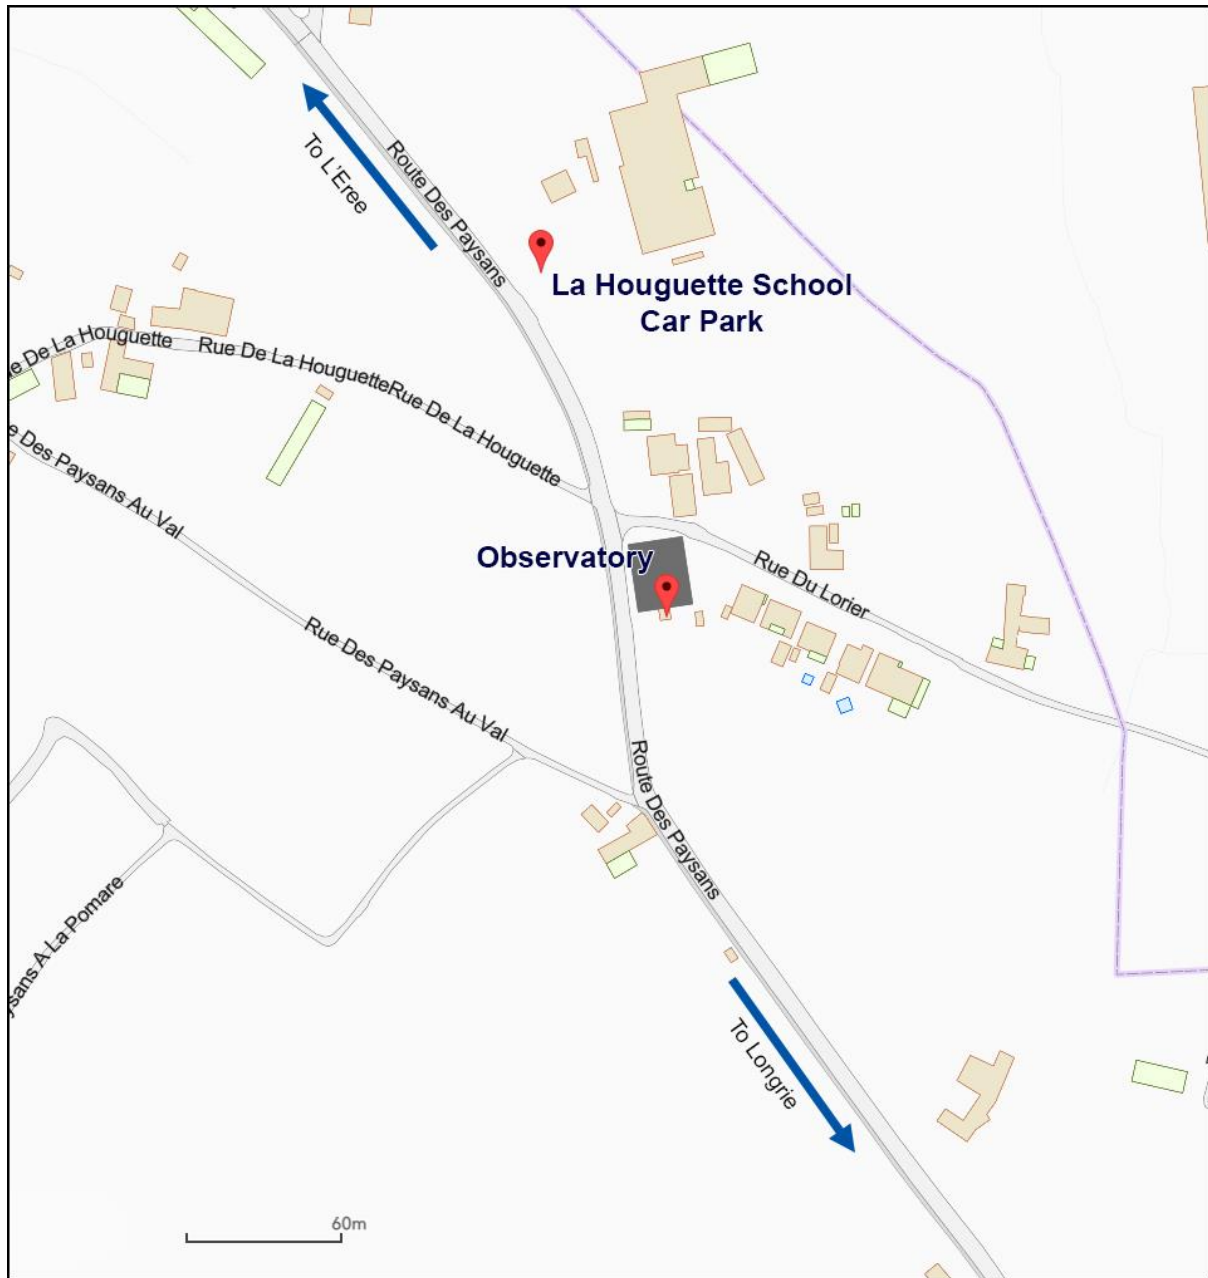 Route Des Paysans
To L'Eree
La Houguette School
Car Park
Rue De La Houguette
Rue De La Houguette
De La Houguette
Des Paysans Au Val
Observatory
Rue Du Lorier
Rue Des Paysans Au Val
Route Des Paysans
A La Pomare
To Longrie
60m